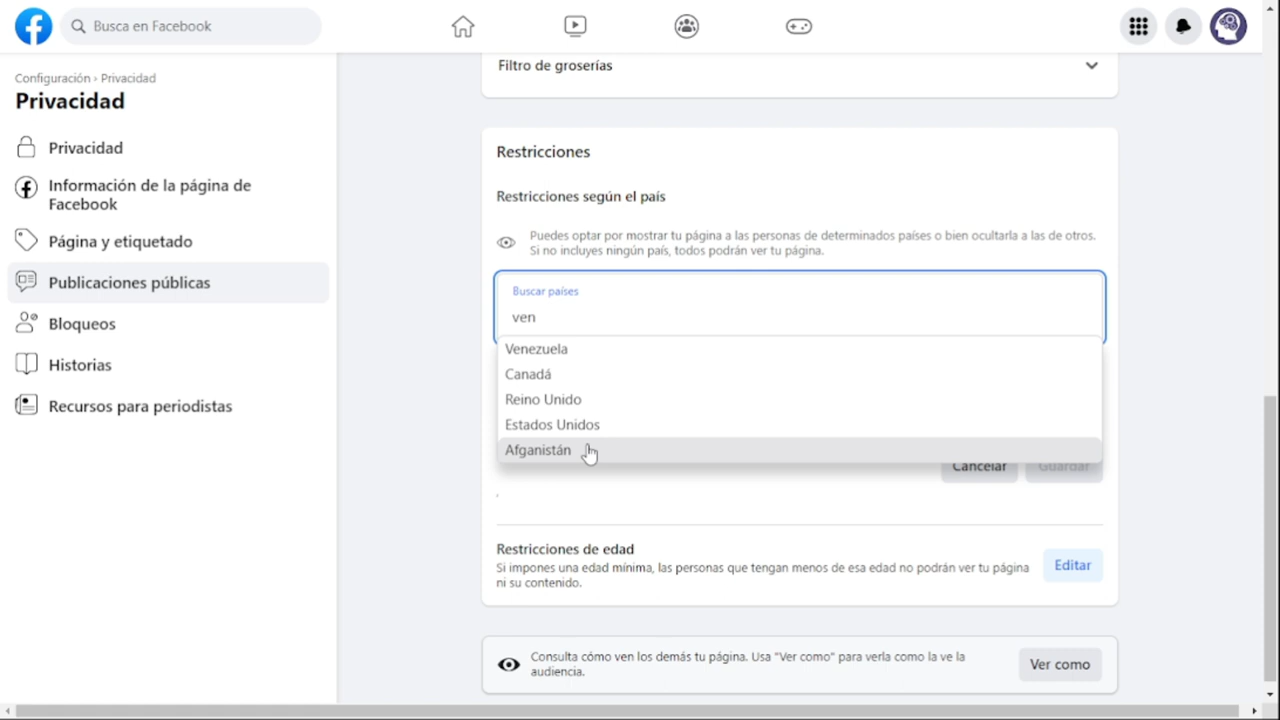 Busca en Facebook
Configuración › Privacidad
Privacidad
Privacidad
Información de la página de
Facebook
Página y etiquetado
Publicaciones públicas
Bloqueos
Historias
Recursos para periodistas
Filtro de groserías
Restricciones
Restricciones según el país
Puedes optar por mostrar tu página a las personas de determinados países o bien ocultarla a las de otros.
Si no incluyes ningún país, todos podrán ver tu página.
Buscar países
ven
Venezuela
Canadá
Reino Unido
Estados Unidos
Afganistán
Cancelar Guardar
Restricciones de edad
Si impones una edad mínima, las personas que tengan menos de esa edad no podrán ver tu página
ni su contenido.
Editar
Consulta cómo ven los demás tu página. Usa "Ver como" para verla como la ve la
audiencia.
Ver como